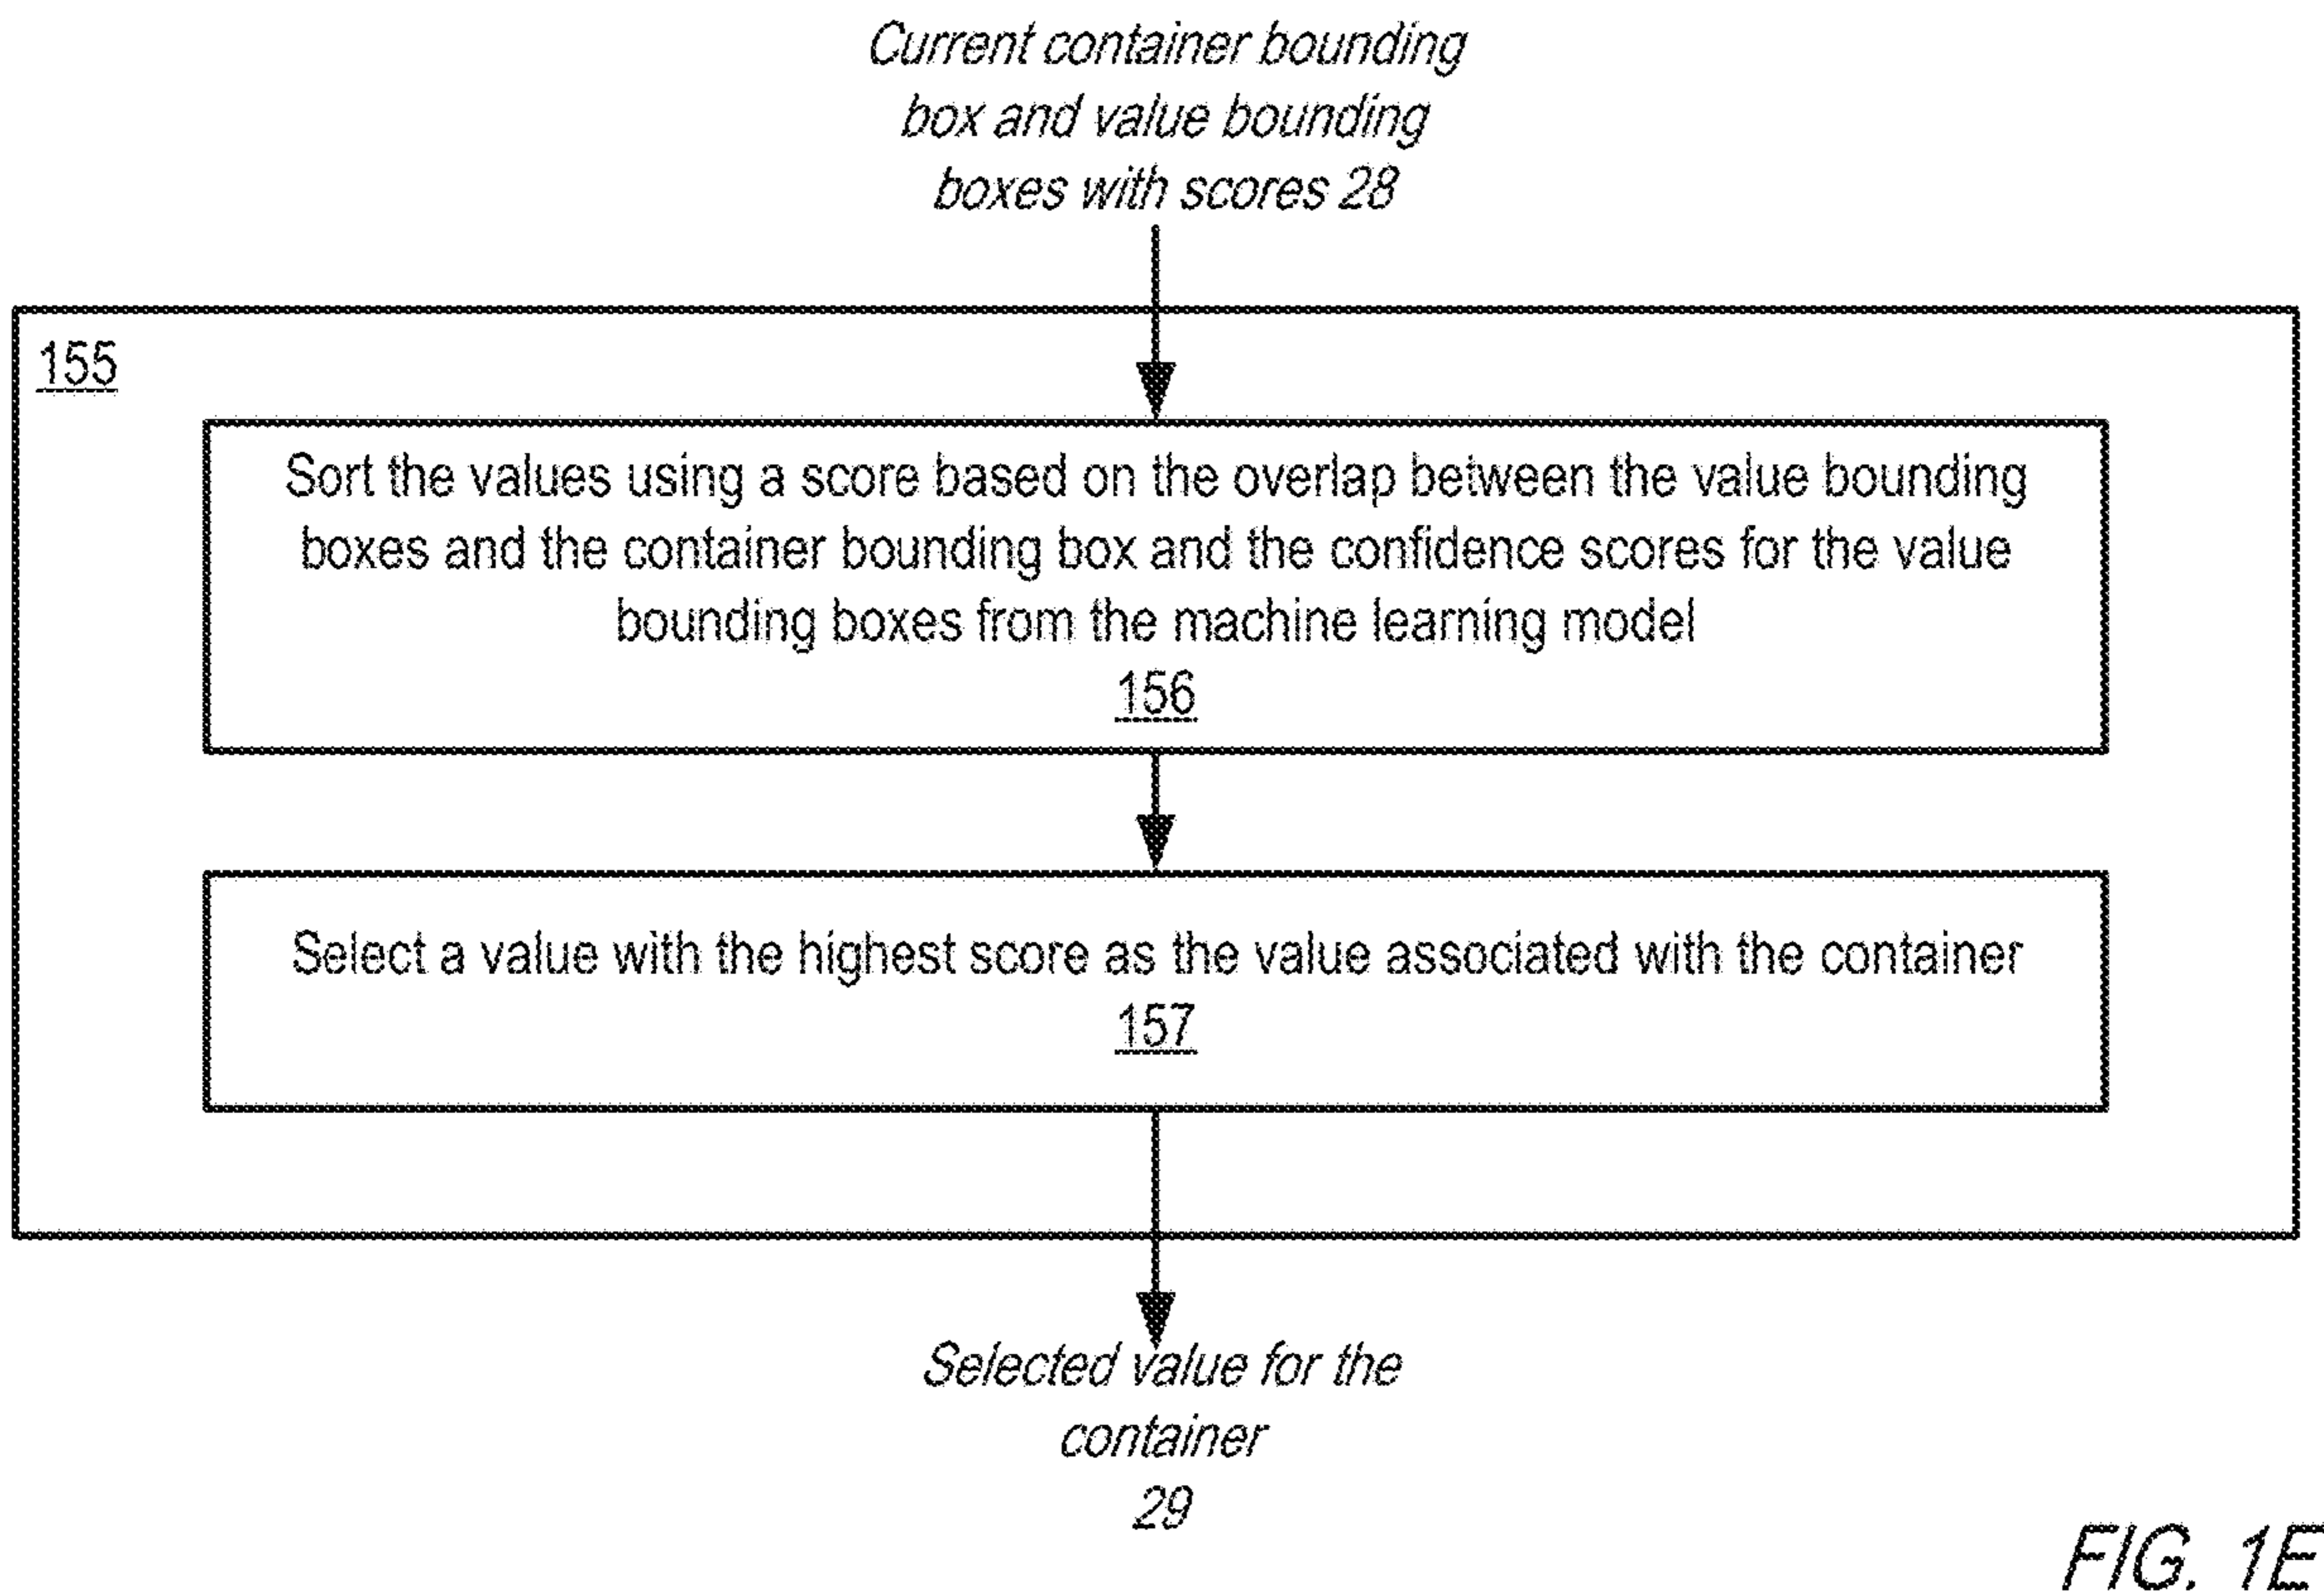 Current container bounding
box and value bounding
boxes with scores 28
155
Sort the values using a score based on the overlap between the value bounding
boxes and the container bounding box and the confidence scores for the value
bounding boxes from the machine learning model
156
Select a value with the highest score as the value associated with the container
157
Selected value for the
container
29
FIG. 1E